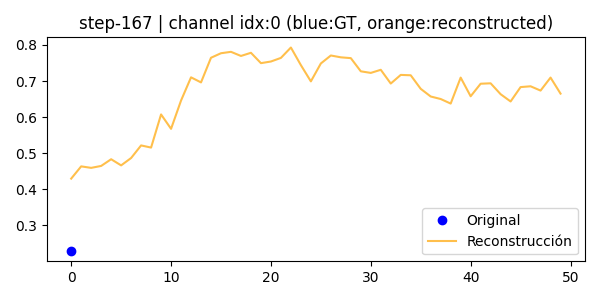 step-167 | channel idx:0 (blue:GT, orange:reconstructed)
0.8
0.7
0.6
0.5
0.4
0.3
Original
Reconstrucción
0 10 20 30 40 50